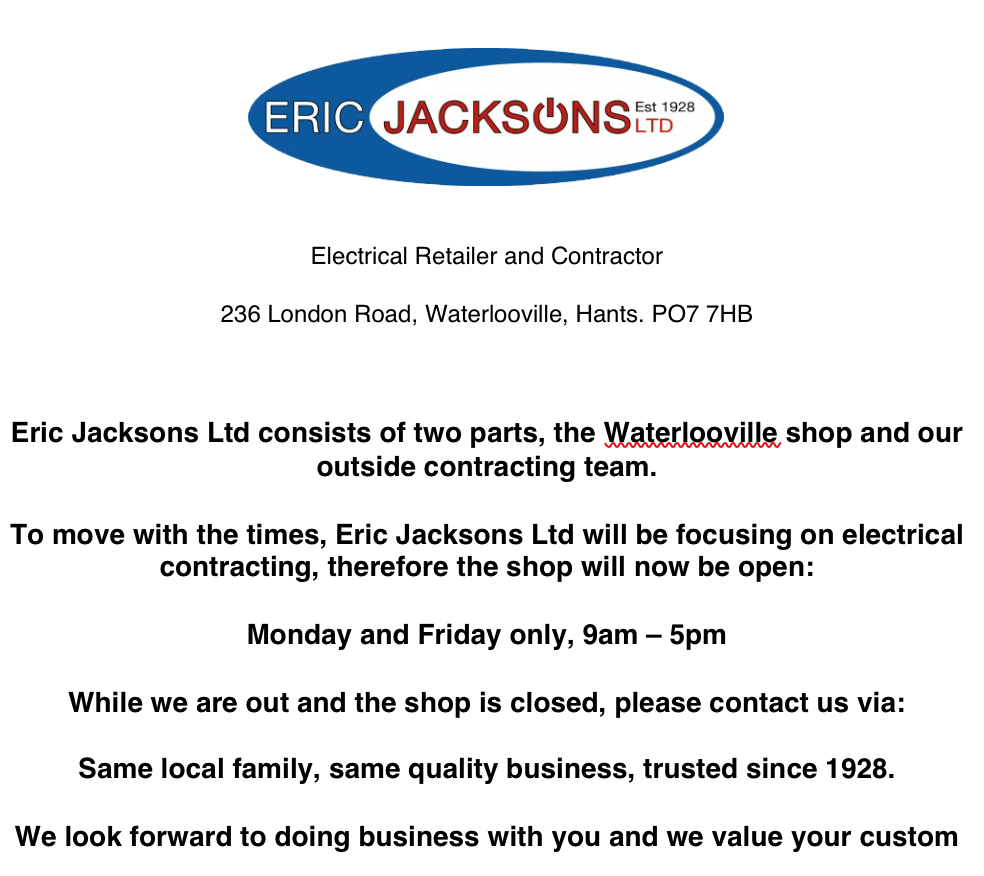 ERIC JACKSONS Est 1928
LTD
Electrical Retailer and Contractor
236 London Road, Waterlooville, Hants. PO7 7HB
Eric Jacksons Ltd consists of two parts, the Waterlooville shop and our
outside contracting team.
To move with the times, Eric Jacksons Ltd will be focusing on electrical
contracting, therefore the shop will now be open:
Monday and Friday only, 9am – 5pm
While we are out and the shop is closed, please contact us via:
Same local family, same quality business, trusted since 1928.
We look forward to doing business with you and we value your custom